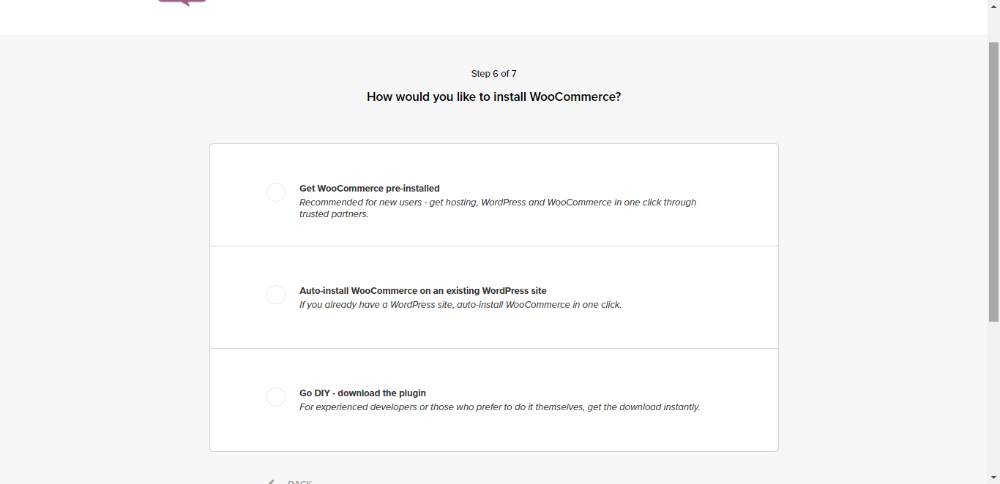 Step 6 of 7
How would you like to install WooCommerce?
Get WooCommerce pre-installed
Recommended for new users - get hosting, WordPress and WooCommerce in one click through
trusted partners.
Auto-install WooCommerce on an existing WordPress site
If you already have a WordPress site, auto-install WooCommerce in one click.
Go DIY - download the plugin
For experienced developers or those who prefer to do it themselves, get the download instantly.
BACK